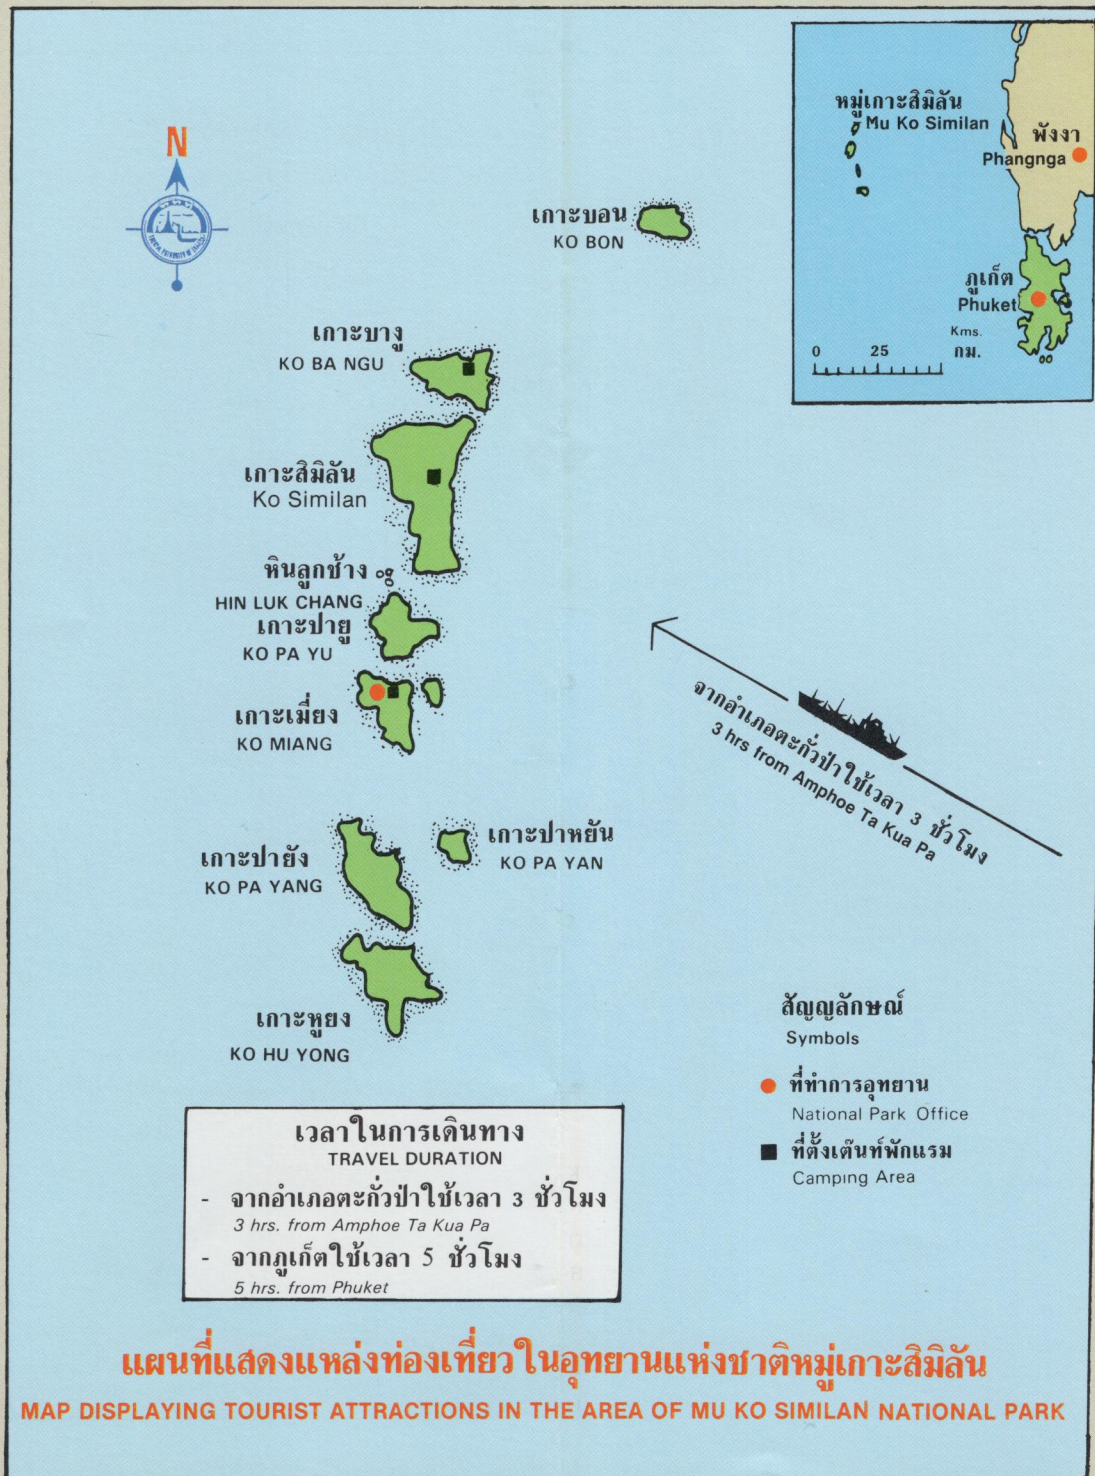 N
หมู่เกาะสิมิลัน
Mu Ko Similan
พังงา
Phangnga
ภูเก็ต
Phuket
Kms.
0 25 กม.
เกาะบอน
KO BON
เกาะบางู
KO BA NGU
เกาะสิมิลัน
Ko Similan
หินลูกช้าง
HIN LUK CHANG
เกาะปายู
KO PA YU
เกาะเมี่ยง
KO MIANG
จากอำเภอตะกั่วป่าใช้เวลา 3 ชั่วโมง
3 hrs from Amphoe Ta Kua Pa
เกาะปายัง
KO PA YANG
เกาะปาหยัน
KO PA YAN
เกาะหูยง
KO HU YONG
สัญญลักษณ์
Symbols
ที่ทำการอุทยาน
National Park Office
ที่ตั้งเต๊นท์พักแรม
Camping Area
เวลาในการเดินทาง
TRAVEL DURATION
- จากอำเภอตะกั่วป่าใช้เวลา 3 ชั่วโมง
3 hrs. from Amphoe Ta Kua Pa
- จากภูเก็ตใช้เวลา 5 ชั่วโมง
5 hrs. from Phuket
แผนที่แสดงแหล่งท่องเที่ยวในอุทยานแห่งชาติหมู่เกาะสิมิลัน
MAP DISPLAYING TOURIST ATTRACTIONS IN THE AREA OF MU KO SIMILAN NATIONAL PARK